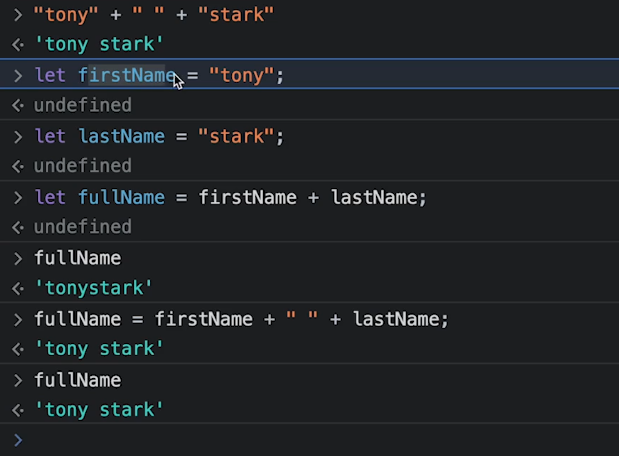 > "tony" + " " + "stark"
<· 'tony stark'
> let firstName = "tony";
<· undefined
> let lastName = "stark";
<· undefined
> let fullName = firstName + lastName;
<· undefined
> fullName
<· 'tonystark'
> fullName = firstName + " " + lastName;
<· 'tony stark'
> fullName
<· 'tony stark'
>